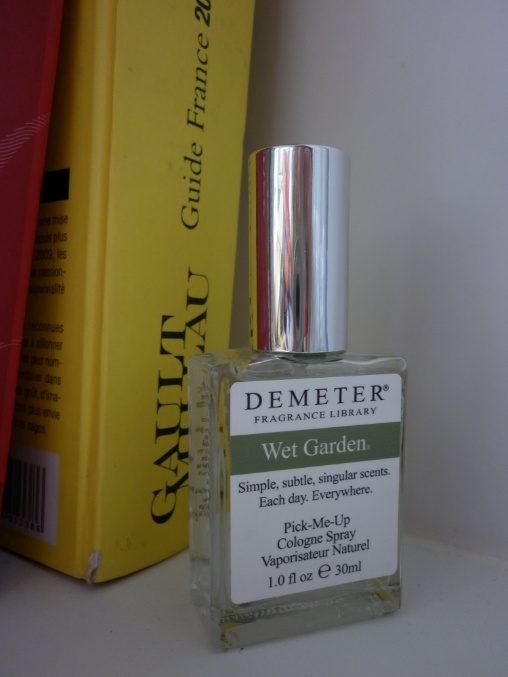 Guide France 20
GAULT
MILLAU
DEMETER®
FRAGRANCE LIBRARY
Wet Garden®
Simple, subtle, singular scents.
Each day. Everywhere.
Pick-Me-Up
Cologne Spray
Vaporisateur Naturel
1.0 fl oz ℮ 30ml